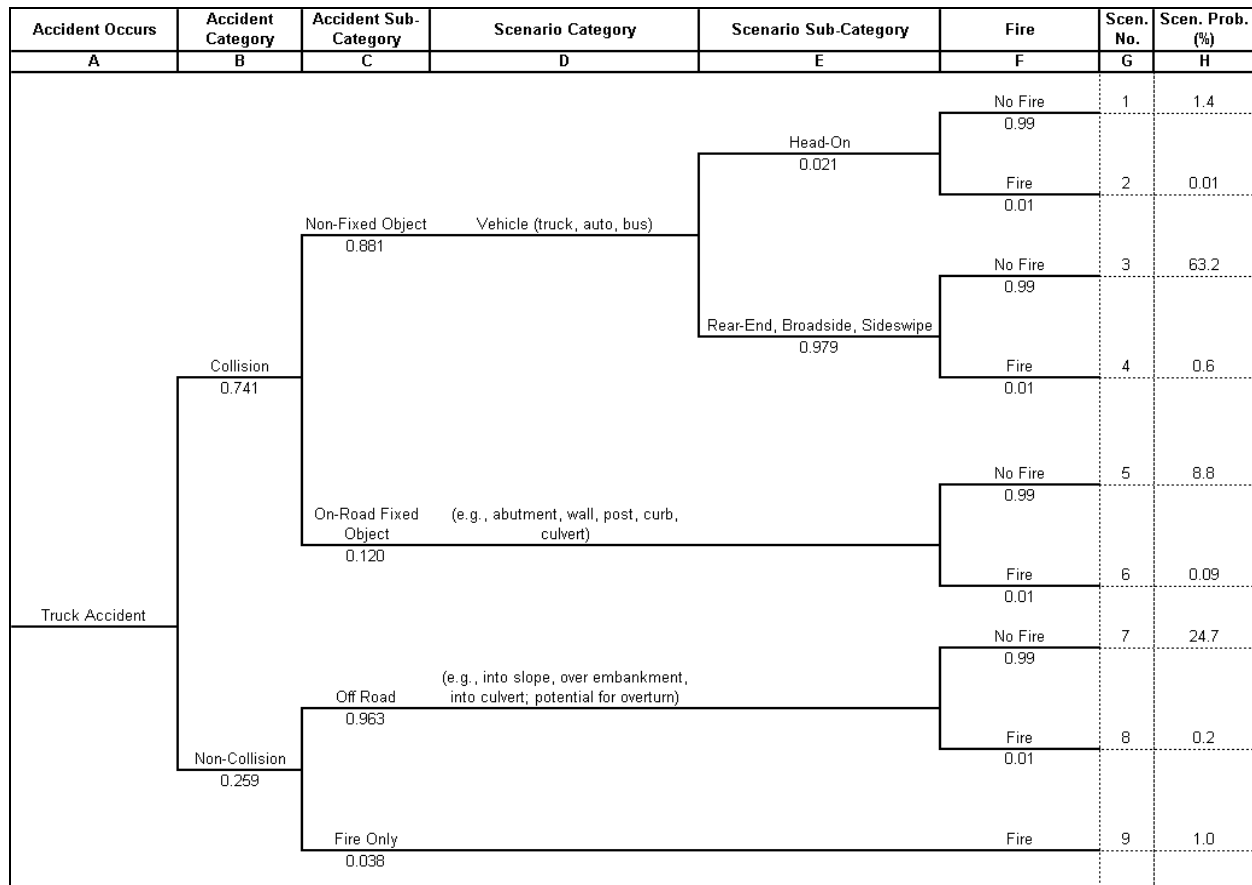 Accident Occurs
Accident
Category
Accident Sub-
Category
Scenario Category
Scenario Sub-Category
Fire
Scen.
No.
Scen. Prob.
(%)
A
B
C
D
E
F
G
H
No Fire
1
1.4
0.99
Head-On
0.021
Fire
2
0.01
0.01
Non-Fixed Object
Vehicle (truck, auto, bus)
0.881
No Fire
3
63.2
0.99
Rear-End, Broadside, Sideswipe
0.979
Collision
0.741
Fire
4
0.6
0.01
No Fire
5
8.8
0.99
On-Road Fixed
Object
(e.g., abutment, wall, post, curb,
culvert)
0.120
Fire
6
0.09
0.01
Truck Accident
No Fire
7
24.7
0.99
Off Road
(e.g., into slope, over embankment,
into culvert; potential for overturn)
0.963
Fire
8
0.2
0.01
Non-Collision
0.259
Fire Only
Fire
9
1.0
0.038